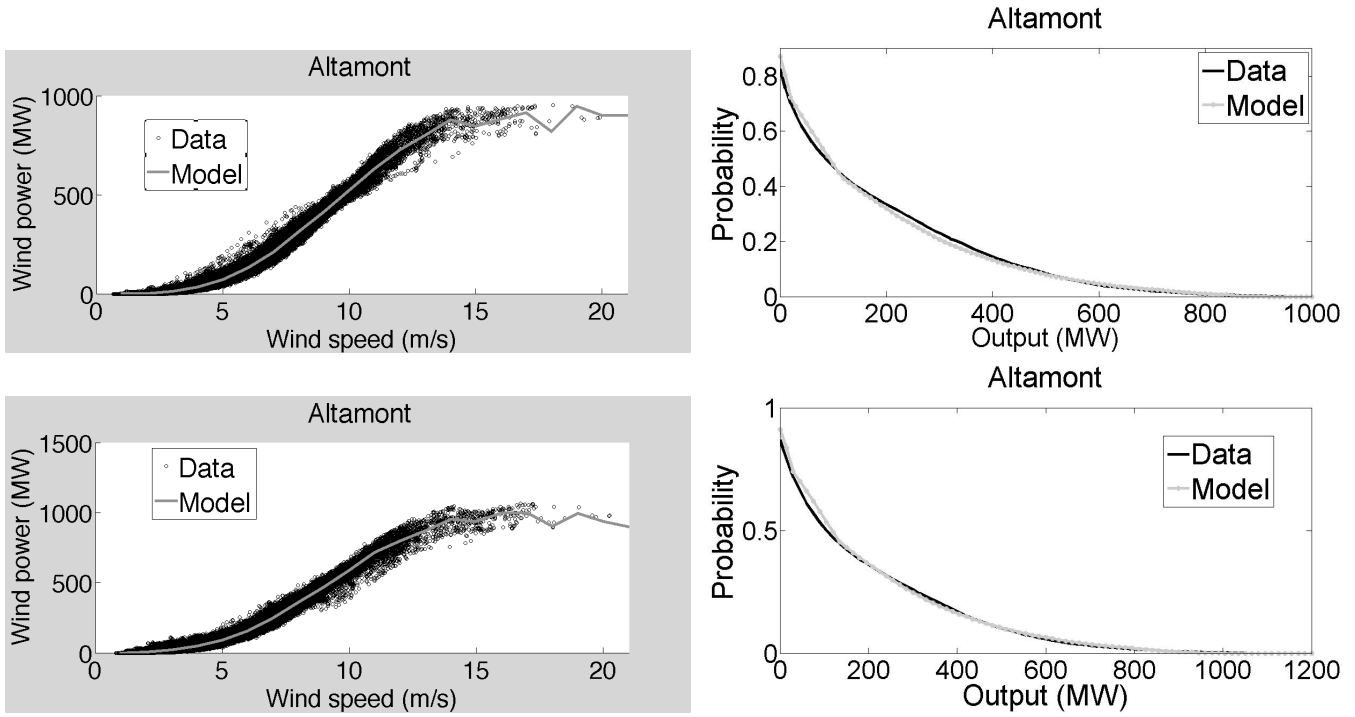 Altamont
Wind power (MW)
1000
500
0
Data
Model
0 5 10 15 20
Wind speed (m/s)
Altamont
Probability
0.8
0.6
0.4
0.2
0
Data
Model
0 200 400 600 800 1000
Output (MW)
Altamont
Wind power (MW)
1500
1000
500
0
Data
Model
0 5 10 15 20
Wind speed (m/s)
Altamont
Probability
1
0.5
0
Data
Model
0 200 400 600 800 1000 1200
Output (MW)